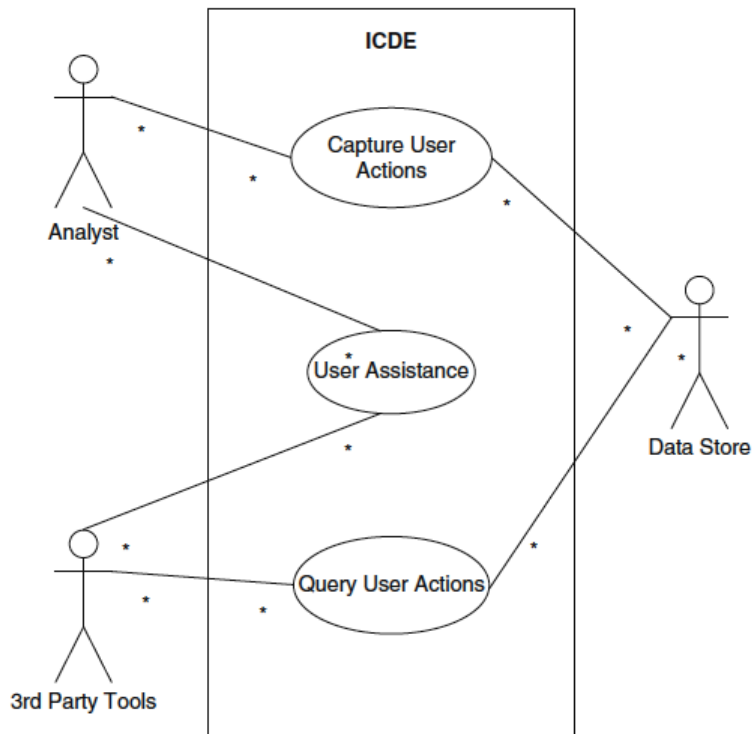 ICDE
*
*
Capture User
Actions
*
Analyst
*
*
*
User Assistance
*
Data Store
*
*
*
Query User Actions
*
*
3rd Party Tools